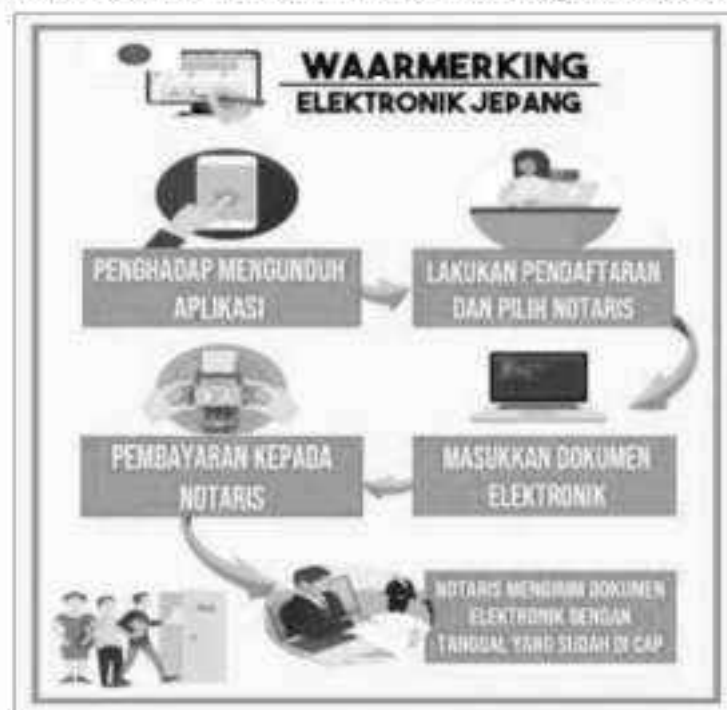 WAARMERKING
ELEKTRONIK JEPANG
PENGHADAP MENGUNDUH
APLIKASI
LAKUKAN PENDAFTARAN
DAN PILIH NOTARIS
MASUKKAN DOKUMEN
ELEKTRONIK
PEMBAYARAN KEPADA
NOTARIS
NOTARIS MENGIRIM DOKUMEN
ELEKTRONIK DENGAN
TANGGAL YANG SUDAH DI CAP